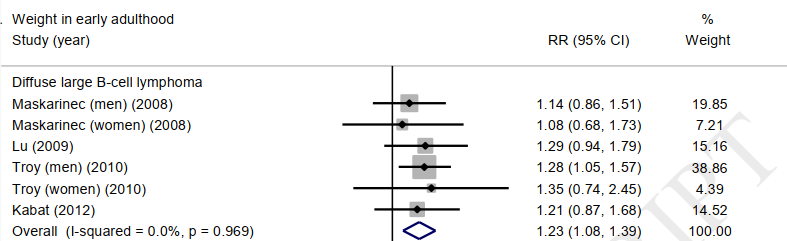 Weight in early adulthood %
Study (year) RR (95% CI) Weight
Diffuse large B-cell lymphoma
Maskarinec (men) (2008) 1.14 (0.86, 1.51) 19.85
Maskarinec (women) (2008) 1.08 (0.68, 1.73) 7.21
Lu (2009) 1.29 (0.94, 1.79) 15.16
Troy (men) (2010) 1.28 (1.05, 1.57) 38.86
Troy (women) (2010) 1.35 (0.74, 2.45) 4.39
Kabat (2012) 1.21 (0.87, 1.68) 14.52
Overall (I-squared = 0.0%, p = 0.969) 1.23 (1.08, 1.39) 100.00